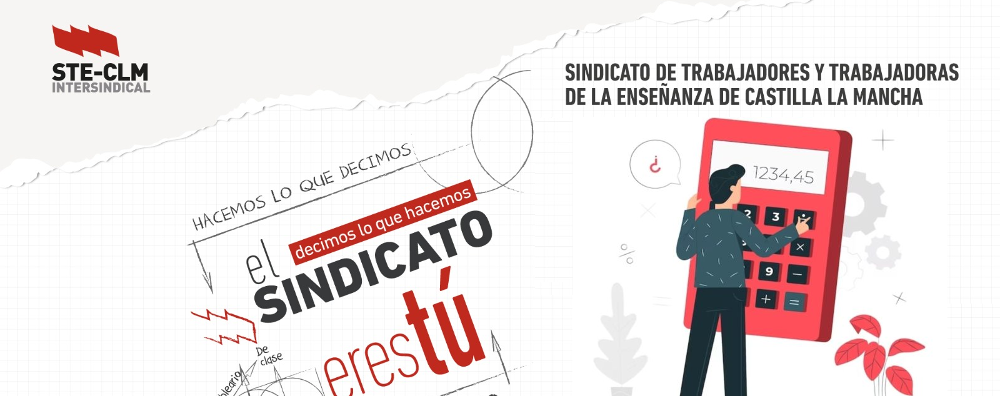 STE-CLM
INTERSINDICAL
SINDICATO DE TRABAJADORES Y TRABAJADORAS
DE LA ENSEÑANZA DE CASTILLA LA MANCHA
HACEMOS LO QUE DECIMOS
decimos lo que hacemos
el
SINDICATO
eres tú
De
clase
¿
1234,45
2 3 ÷
×
9 −
+ =
%